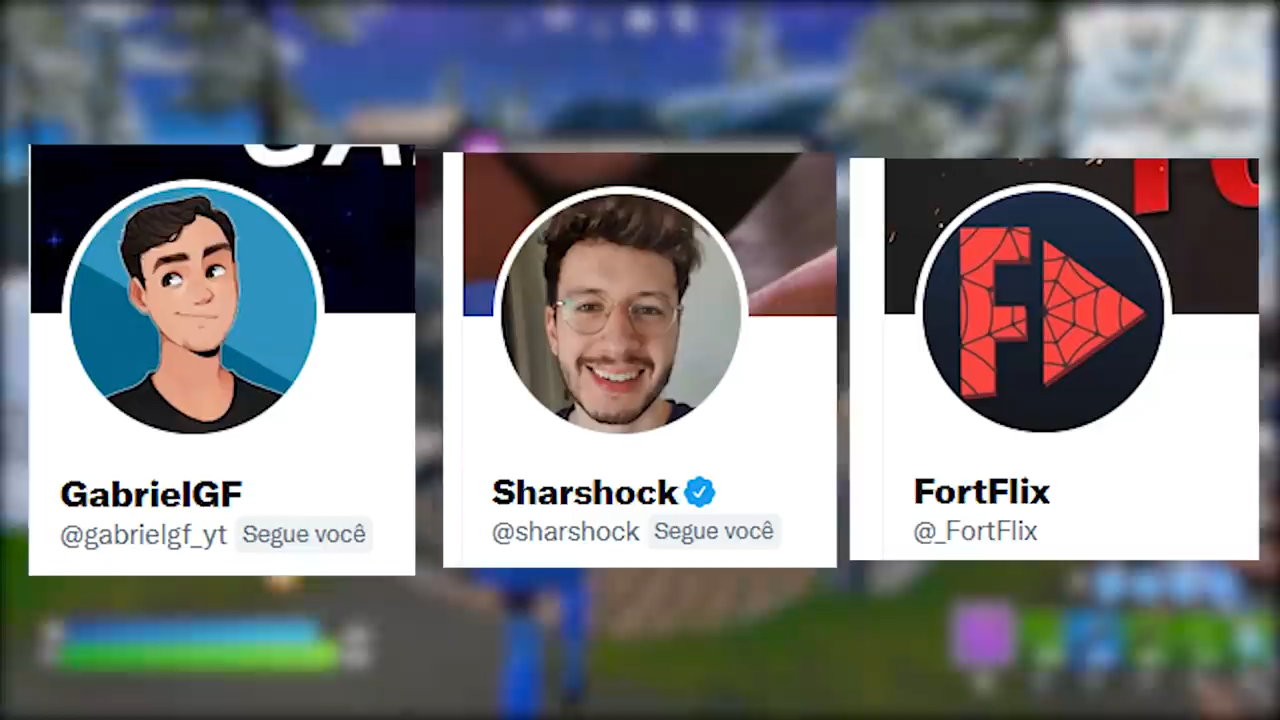 GabrielGF
@gabrielgf_yt Segue você
Sharshock
@sharshock Segue você
FortFlix
@_FortFlix